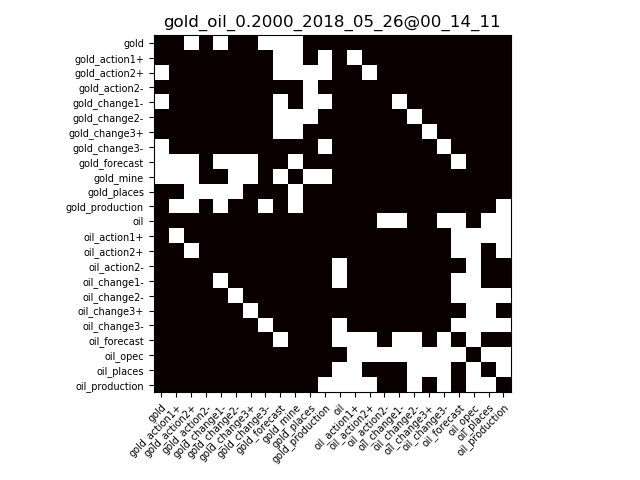 gold_oil_0.2000_2018_05_26@00_14_11
gold
gold_action1+
gold_action2+
gold_action2-
gold_change1-
gold_change2-
gold_change3+
gold_change3-
gold_forecast
gold_mine
gold_places
gold_production
oil
oil_action1+
oil_action2+
oil_action2-
oil_change1-
oil_change2-
oil_change3+
oil_change3-
oil_forecast
oil_opec
oil_places
oil_production
gold
gold_action1+
gold_action2+
gold_action2-
gold_change1-
gold_change2-
gold_change3+
gold_change3-
gold_forecast
gold_mine
gold_places
gold_production
oil
oil_action1+
oil_action2+
oil_action2-
oil_change1-
oil_change2-
oil_change3+
oil_change3-
oil_forecast
oil_opec
oil_places
oil_production